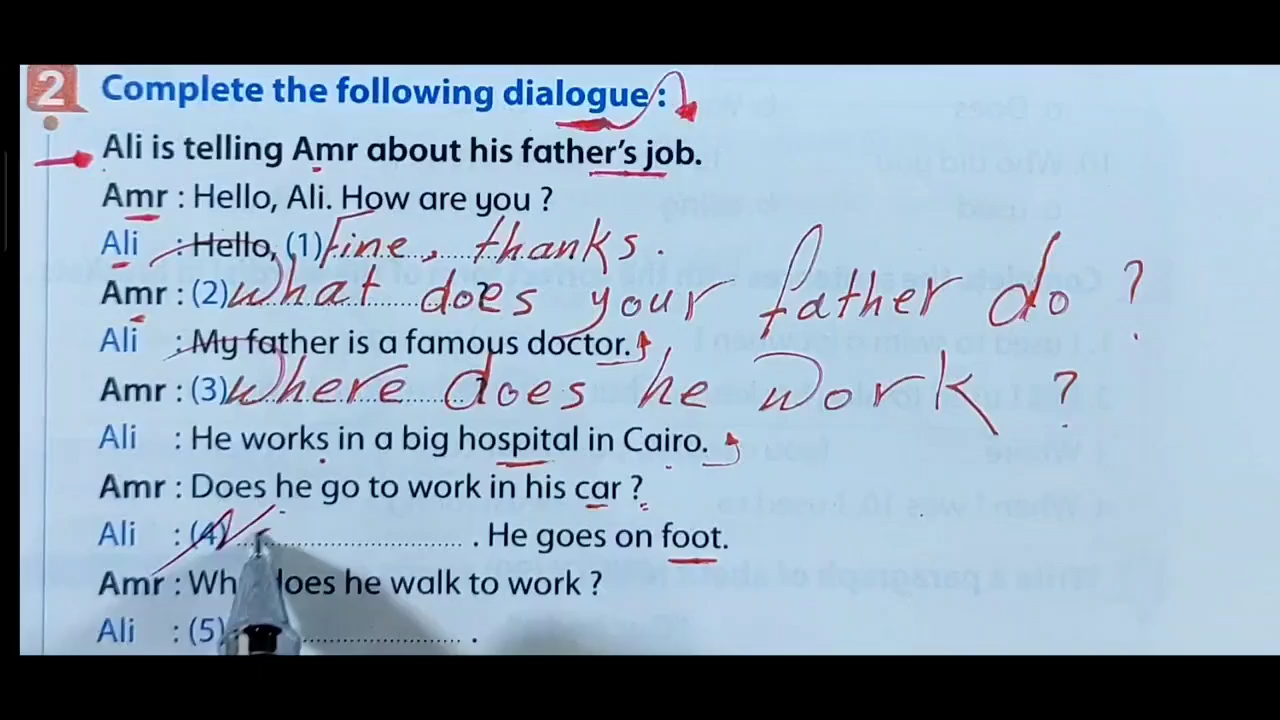 2 Complete the following dialogue :
Ali is telling Amr about his father's job.
Amr : Hello, Ali. How are you ?
Ali : Hello, (1) Fine, thanks.
Amr : (2) What does your father do ?
Ali : My father is a famous doctor.
Amr : (3) Where does he work ?
Ali : He works in a big hospital in Cairo.
Amr : Does he go to work in his car ?
Ali : (4) .................... . He goes on foot.
Amr : does he walk to work ?
Ali : (5) .................... .